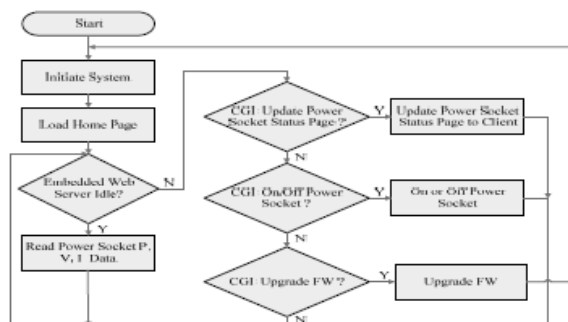 Start
Initiate System
Load Home Page
Embedded Web
Server Idle?
N
Y
Read Power Socket P,
V, I Data
CGI: Update Power
Socket Status Page ?
Y
Update Power Socket
Status Page to Client
N
CGI: On/Off Power
Socket ?
Y
On or Off Power
Socket
N
CGI: Upgrade FW ?
Y
Upgrade FW
N